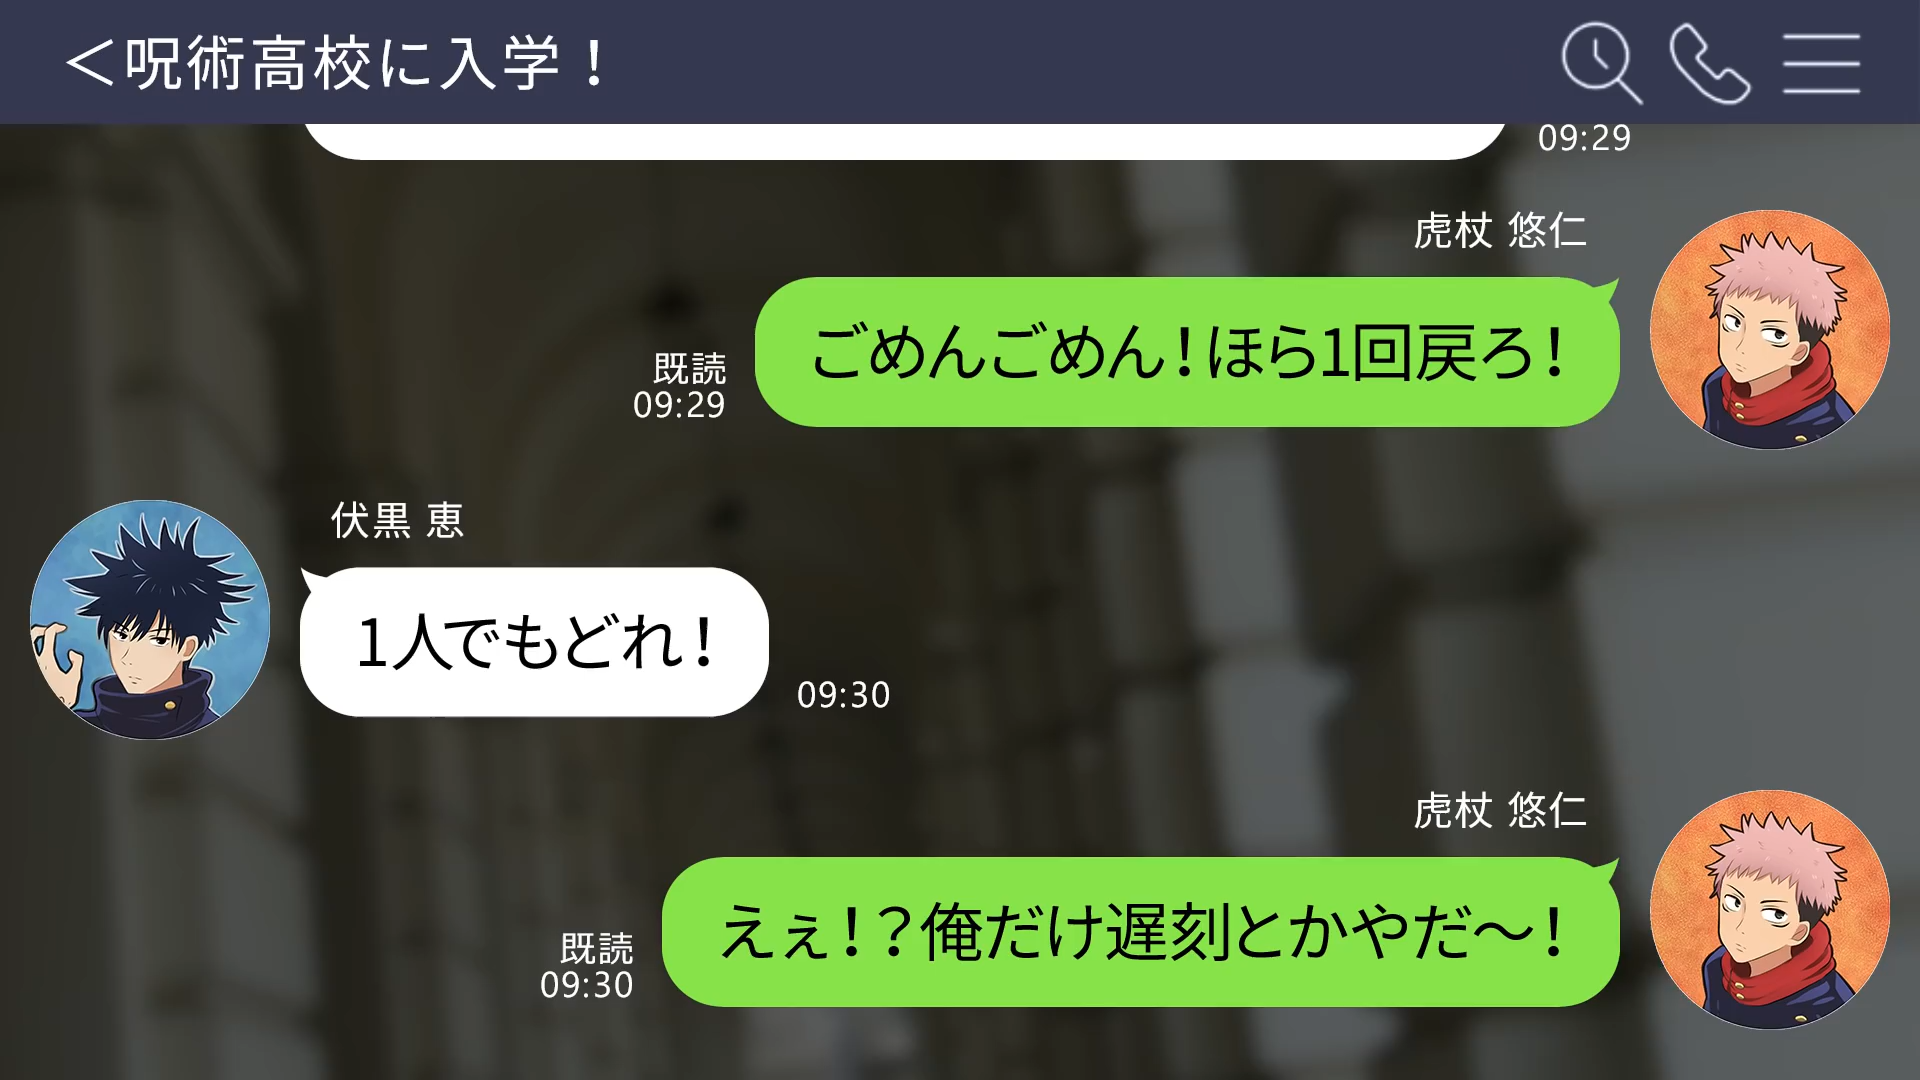 ＜呪術高校に入学！
09:29
虎杖 悠仁
ごめんごめん！ほら1回戻ろ！
既読
09:29
伏黒 恵
1人でもどれ！
09:30
虎杖 悠仁
えぇ！？俺だけ遅刻とかやだ～！
既読
09:30